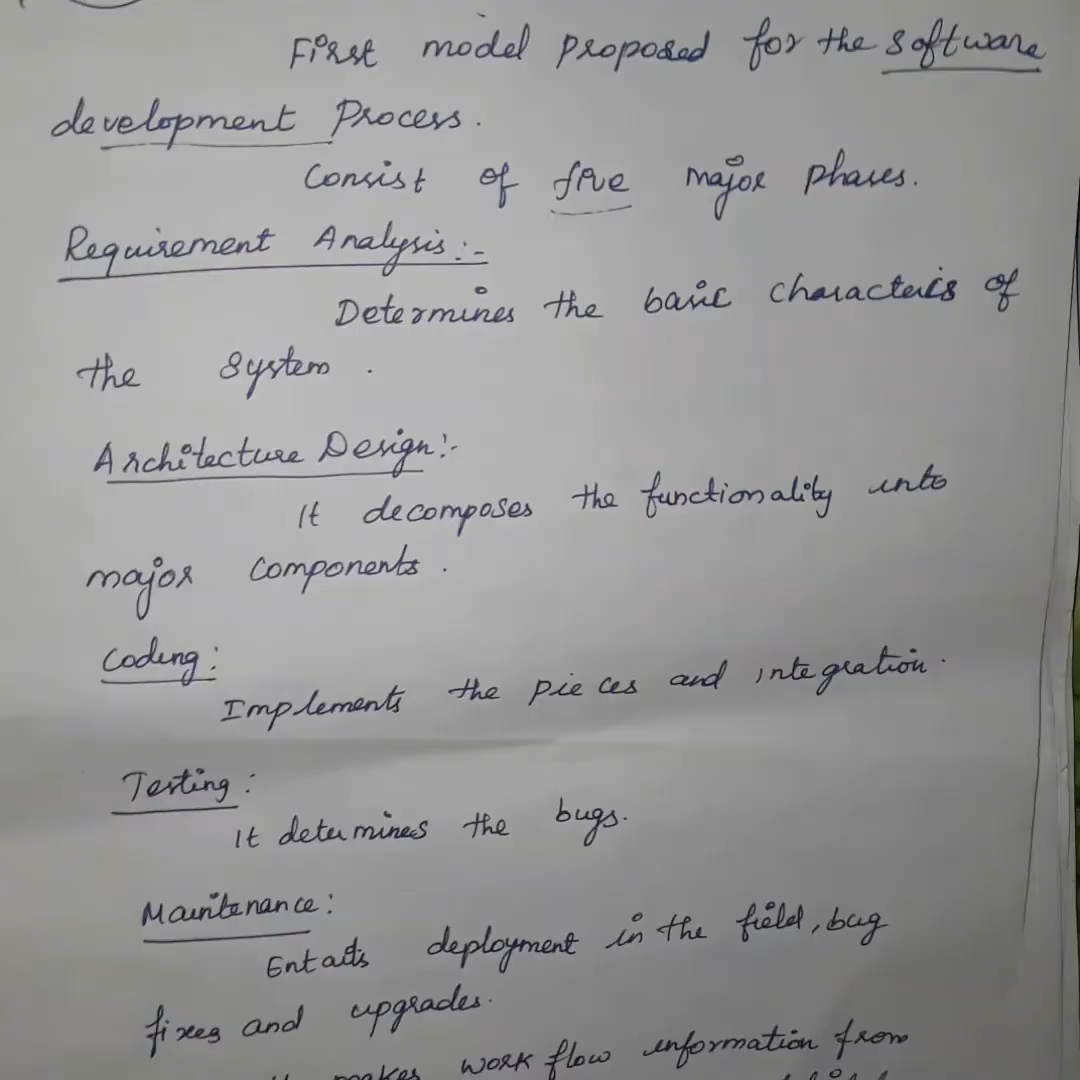 First model proposed for the software
development Process.
Consist of five major phases.
Requirement Analysis:-
Determines the basic characteris of
the System.
Architecture Design:-
It decomposes the functionality into
major components.
Coding:
Implements the pieces and integration.
Testing:
It determines the bugs.
Maintenance:
Entails deployment in the field, bug
fixes and upgrades.
makes work flow information from